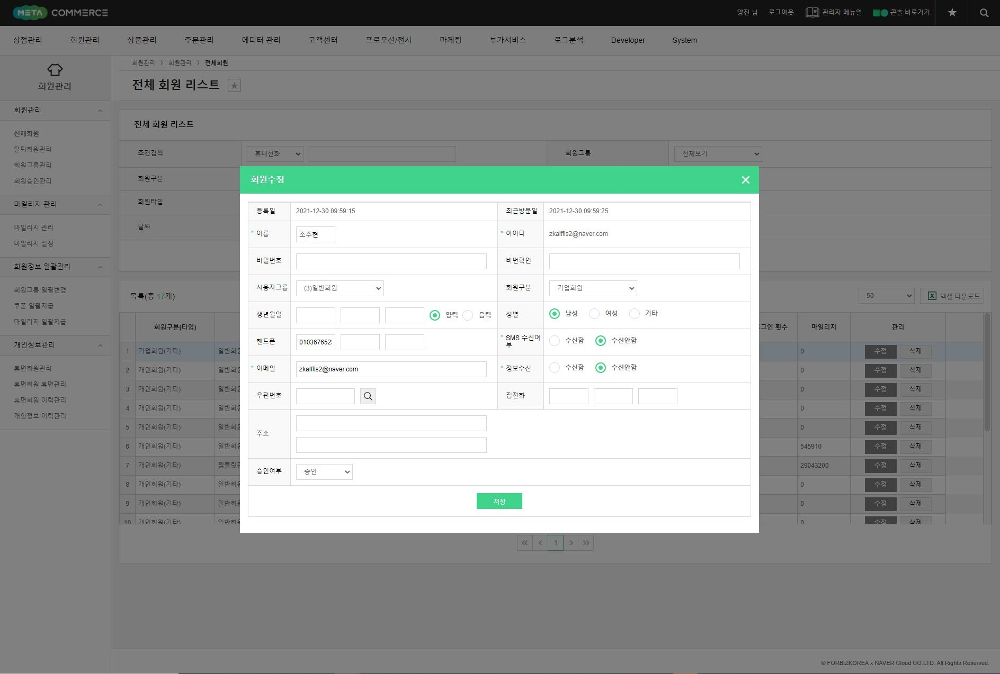 META COMMERCE
양진 님 로그아웃 관리자 메뉴얼 콘솔 바로가기
상점관리 회원관리 상품관리 주문관리 에디터 관리 고객센터 프로모션/전시 마케팅 부가서비스 로그분석 Developer System
회원관리
회원관리
전체회원
탈퇴회원관리
회원그룹관리
회원승인관리
마일리지 관리
마일리지 관리
마일리지 설정
회원정보 일괄관리
회원그룹 일괄변경
쿠폰 일괄지급
마일리지 일괄지급
개인정보관리
휴면회원관리
휴면회원 휴면관리
휴면회원 이력관리
개인정보 이력관리
회원관리 > 회원관리 > 전체회원
전체 회원 리스트
전체 회원 리스트
조건검색 휴대전화 회원그룹 전체보기
회원구분
회원타입
날짜
회원수정
등록일 2021-12-30 09:59:15 최근방문일 2021-12-30 09:59:25
* 이름 조주현 * 아이디 zkalffls2@naver.com
비밀번호 비번확인
사용자그룹 (3)일반회원 회원구분 기업회원
생년월일 양력 음력 성별 남성 여성 기타
핸드폰 010367652 * SMS 수신여부 수신함 수신안함
* 이메일 zkalffls2@naver.com * 정보수신 수신함 수신안함
우편번호 집전화
주소
승인여부 승인
저장
목록(총 17개) 50 엑셀 다운로드
회원구분(타입) 그인 횟수 마일리지 관리
1 기업회원(기타) 일반회원 0 수정 삭제
2 개인회원(기타) 일반회원 0 수정 삭제
3 개인회원(기타) 일반회원 0 수정 삭제
4 개인회원(기타) 일반회원 0 수정 삭제
5 개인회원(기타) 일반회원 0 수정 삭제
6 개인회원(기타) 일반회원 545910 수정 삭제
7 개인회원(기타) 템플릿 29043200 수정 삭제
8 개인회원(기타) 일반회원 0 수정 삭제
9 개인회원(기타) 일반회원 0 수정 삭제
10 개인회원(기타) 일반회원 0 수정 삭제
1
© FORBIZKOREA x NAVER Cloud CO.LTD. All Rights Reserved.